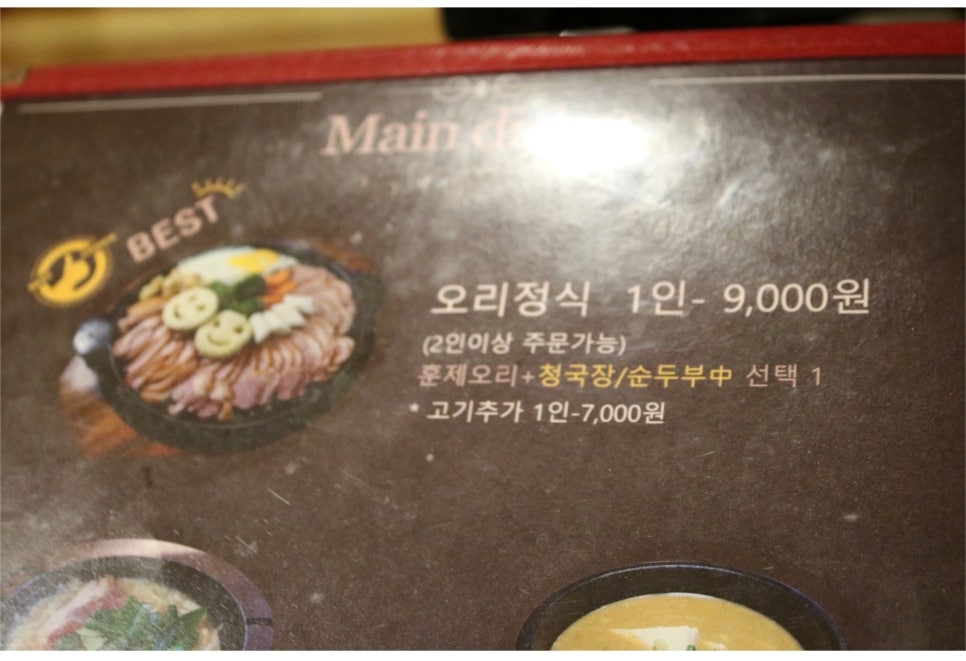 Main
BEST
오리정식 1인- 9,000원
(2인이상 주문가능)
훈제오리+청국장/순두부中 선택 1
* 고기추가 1인-7,000원